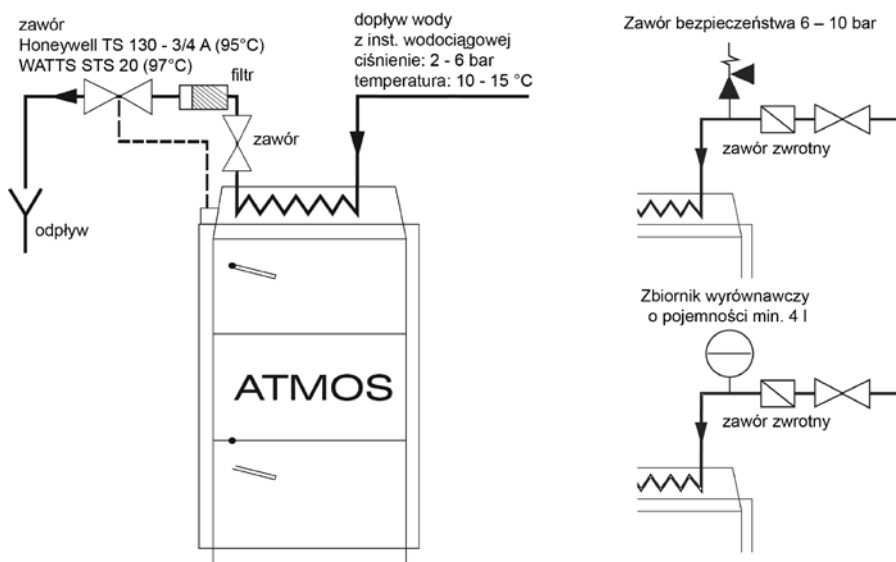 zawór
Honeywell TS 130 - 3/4 A (95°C)
WATTS STS 20 (97°C)
filtr
dopływ wody
z inst. wodociągowej
ciśnienie: 2 - 6 bar
temperatura: 10 - 15 °C
zawór
odpływ
ATMOS
Zawór bezpieczeństwa 6 – 10 bar
zawór zwrotny
Zbiornik wyrównawczy
o pojemności min. 4 l
zawór zwrotny